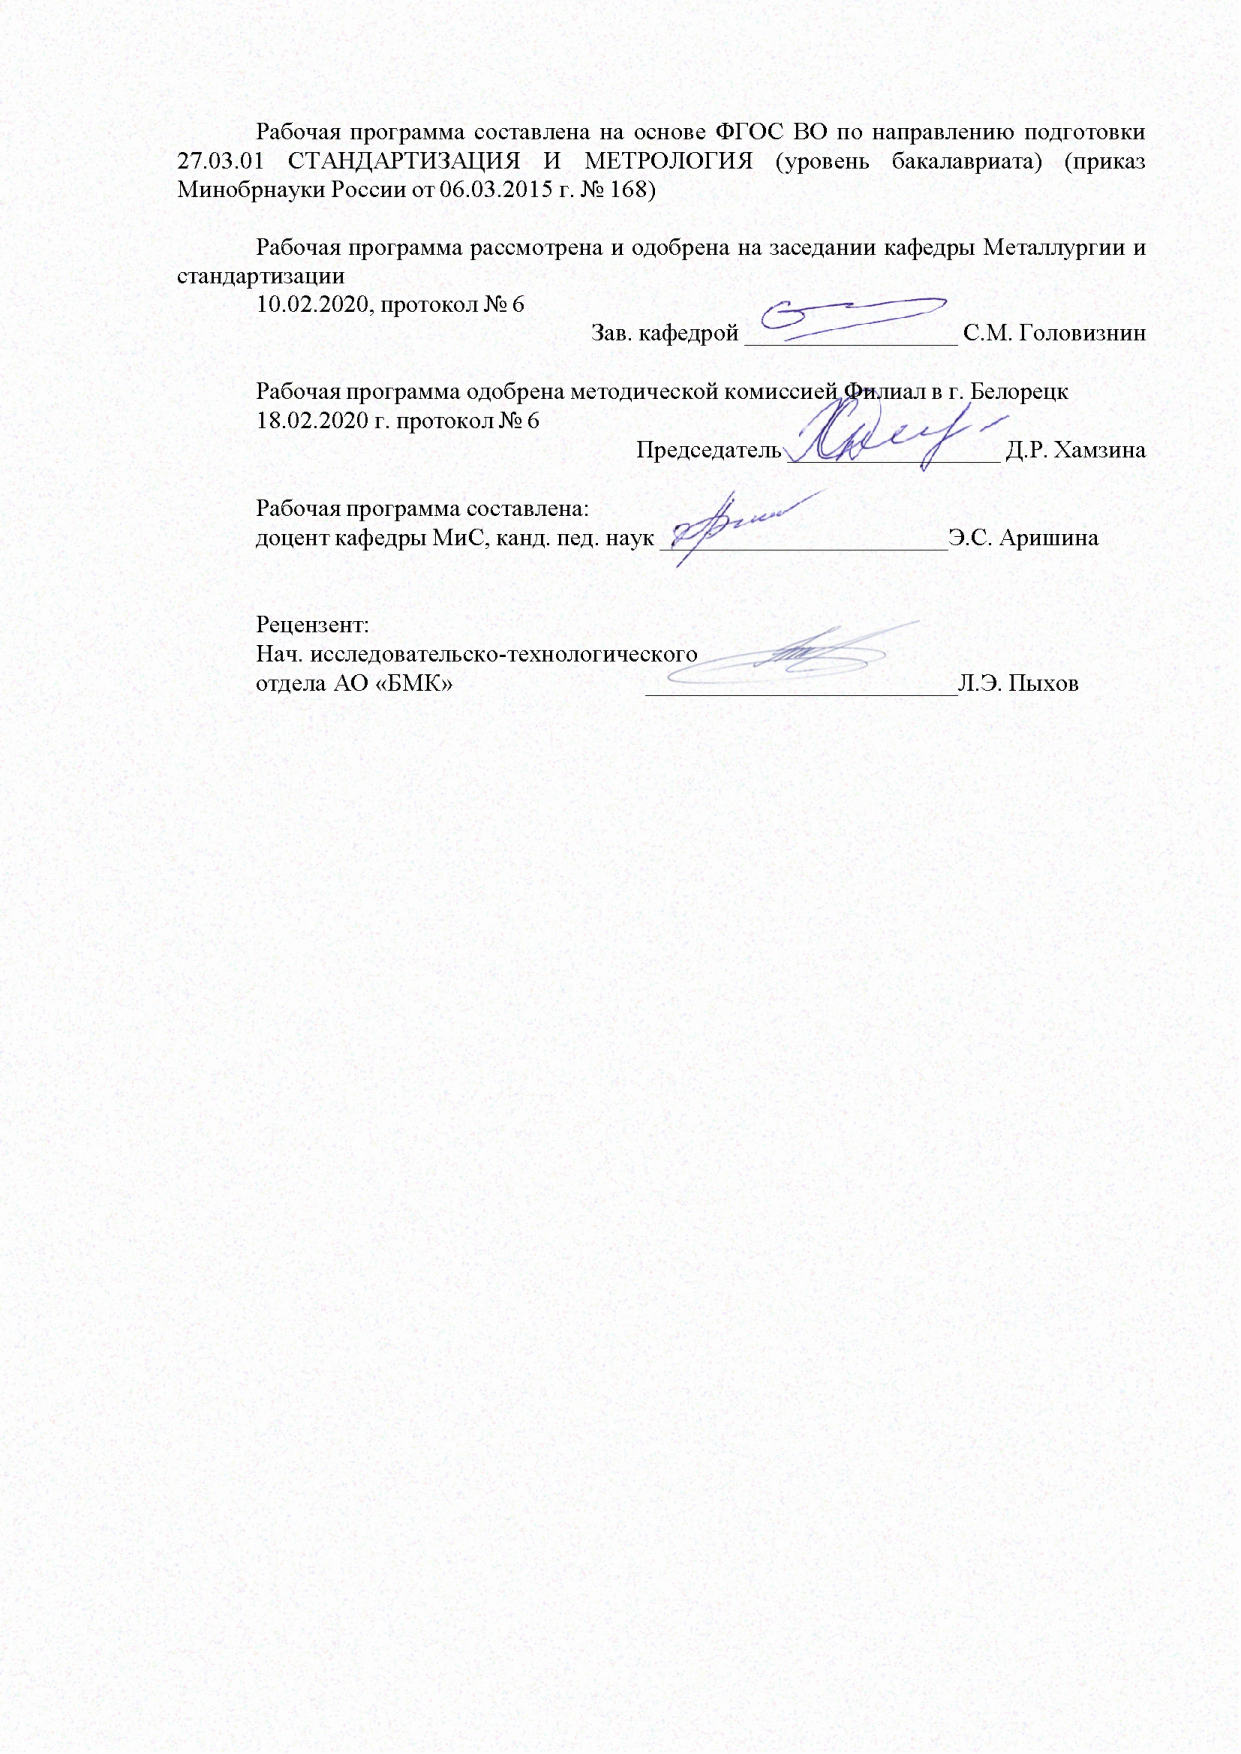 Рабочая программа составлена на основе ФГОС ВО по направлению подготовки
27.03.01 СТАНДАРТИЗАЦИЯ И МЕТРОЛОГИЯ (уровень бакалавриата) (приказ
Минобрнауки России от 06.03.2015 г. № 168)
Рабочая программа рассмотрена и одобрена на заседании кафедры Металлургии и
стандартизации
10.02.2020, протокол № 6
Зав. кафедрой _________________ С.М. Головизнин
Рабочая программа одобрена методической комиссией Филиал в г. Белорецк
18.02.2020 г. протокол № 6
Председатель _________________ Д.Р. Хамзина
Рабочая программа составлена:
доцент кафедры МиС, канд. пед. наук _______________________Э.С. Аришина
Рецензент:
Нач. исследовательско-технологического
отдела АО «БМК» _________________________Л.Э. Пыхов